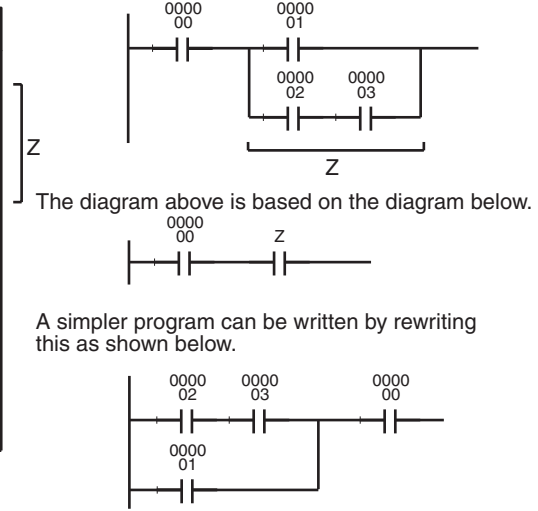 0000 0000
00 01
0000 0000
02 03
Z
Z
The diagram above is based on the diagram below.
0000
00 Z
A simpler program can be written by rewriting
this as shown below.
0000 0000 0000
02 03 00
0000
01